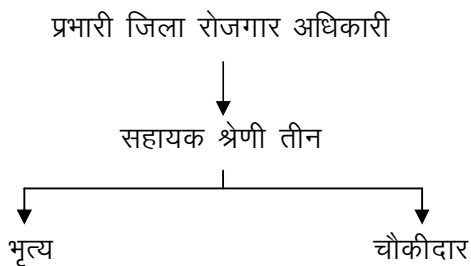 प्रभारी जिला रोजगार अधिकारी
सहायक श्रेणी तीन
भृत्य चौकीदार